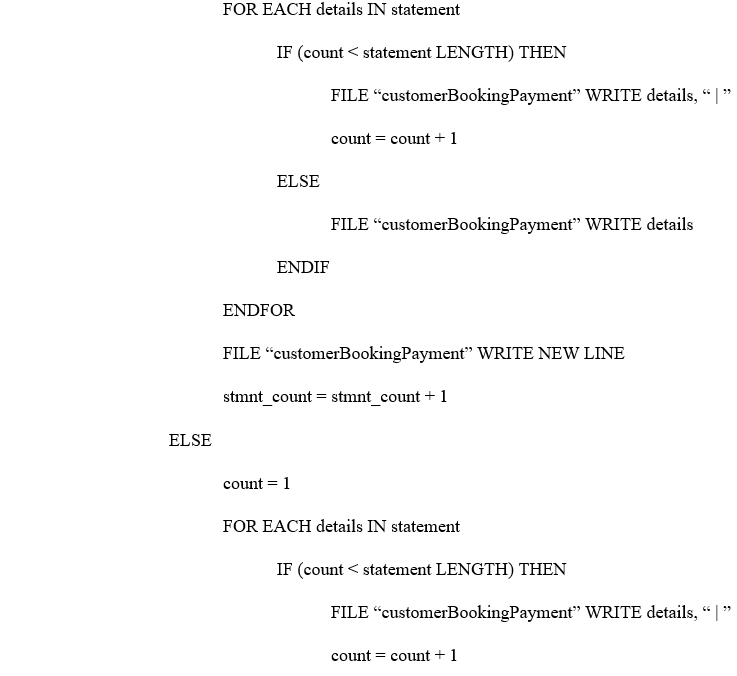 FOR EACH details IN statement
IF (count < statement LENGTH) THEN
FILE “customerBookingPayment” WRITE details, “ | ”
count = count + 1
ELSE
FILE “customerBookingPayment” WRITE details
ENDIF
ENDFOR
FILE “customerBookingPayment” WRITE NEW LINE
stmnt_count = stmnt_count + 1
ELSE
count = 1
FOR EACH details IN statement
IF (count < statement LENGTH) THEN
FILE “customerBookingPayment” WRITE details, “ | ”
count = count + 1